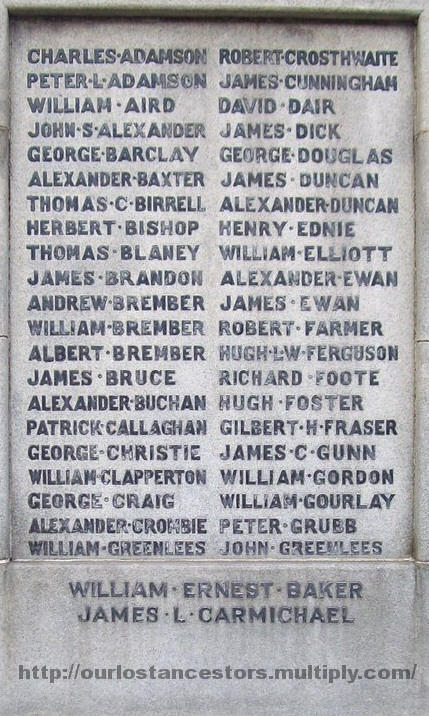 CHARLES·ADAMSON
PETER·L·ADAMSON
WILLIAM·AIRD
JOHN·S·ALEXANDER
GEORGE·BARCLAY
ALEXANDER·BAXTER
THOMAS·C·BIRRELL
HERBERT·BISHOP
THOMAS·BLANEY
JAMES·BRANDON
ANDREW·BREMBER
WILLIAM·BREMBER
ALBERT·BREMBER
JAMES·BRUCE
ALEXANDER·BUCHAN
PATRICK·CALLAGHAN
GEORGE·CHRISTIE
WILLIAM·CLAPPERTON
GEORGE·CRAIG
ALEXANDER·CROMBIE
WILLIAM·GREENLEES
ROBERT·CROSTHWAITE
JAMES·CUNNINGHAM
DAVID·DAIR
JAMES·DICK
GEORGE·DOUGLAS
JAMES·DUNCAN
ALEXANDER·DUNCAN
HENRY·EDNIE
WILLIAM·ELLIOTT
ALEXANDER·EWAN
JAMES·EWAN
ROBERT·FARMER
HUGH·L·W·FERGUSON
RICHARD·FOOTE
HUGH·FOSTER
GILBERT·H·FRASER
JAMES·C·GUNN
WILLIAM·GORDON
WILLIAM·GOURLAY
PETER·GRUBB
JOHN·GREENLEES
WILLIAM·ERNEST·BAKER
JAMES·L·CARMICHAEL
http://ourlostancestors.multiply.com/